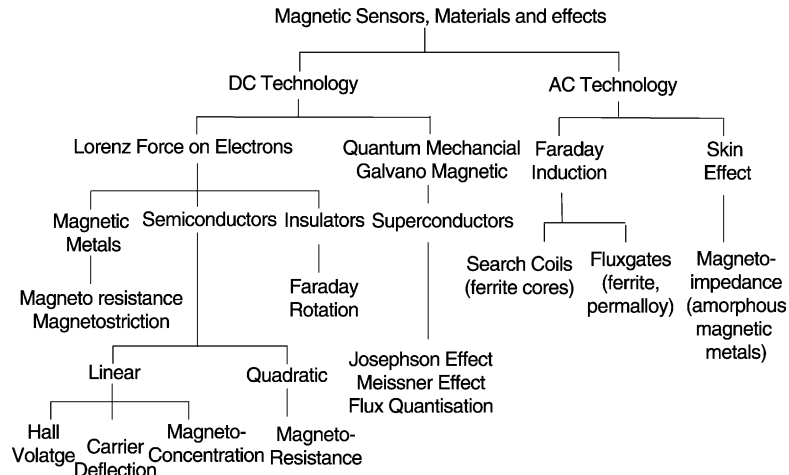 Magnetic Sensors, Materials and effects
DC Technology
AC Technology
Lorenz Force on Electrons
Quantum Mechancial
Galvano Magnetic
Faraday
Induction
Skin
Effect
Magnetic
Metals
Semiconductors
Insulators
Superconductors
Magneto resistance
Magnetostriction
Faraday
Rotation
Search Coils
(ferrite cores)
Fluxgates
(ferrite,
permalloy)
Magneto-
impedance
(amorphous
magnetic
metals)
Linear
Quadratic
Josephson Effect
Meissner Effect
Flux Quantisation
Hall
Volatge
Carrier
Deflection
Magneto-
Concentration
Magneto-
Resistance